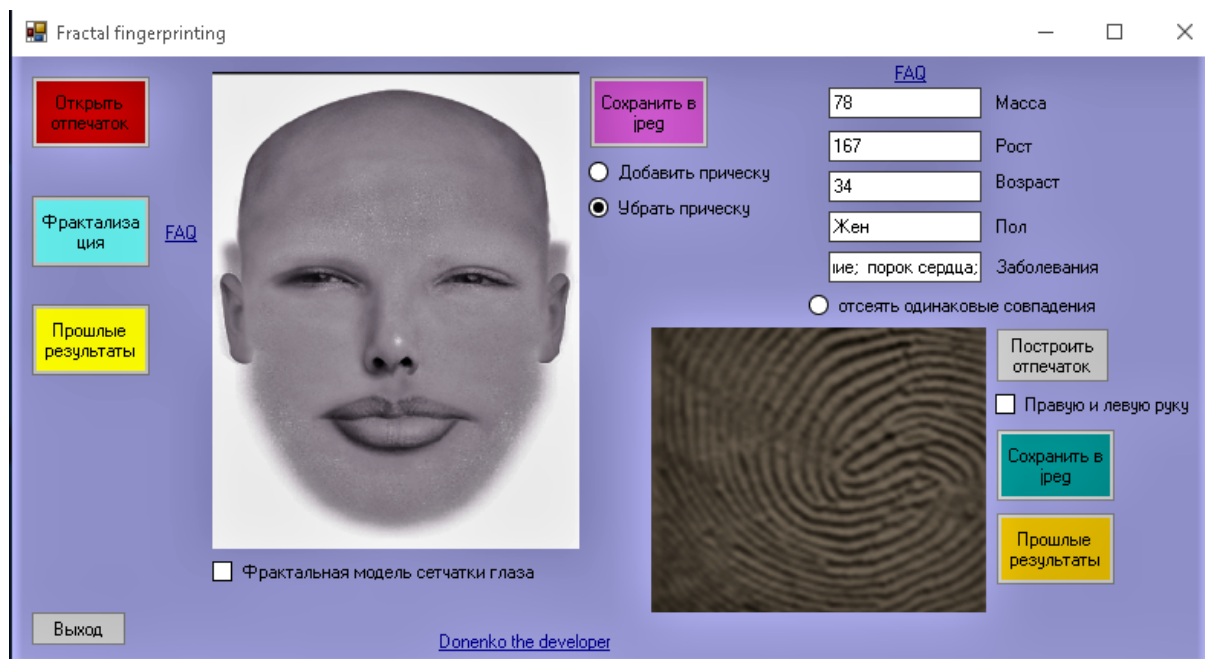 Fractal fingerprinting
Открыть
отпечаток
Фрактализа
ция
FAQ
Прошлые
результаты
Сохранить в
jpeg
Добавить прическу
Убрать прическу
FAQ
78 Масса
167 Рост
34 Возраст
Жен Пол
ие; порок сердца; Заболевания
отсеять одинаковые совпадения
Построить
отпечаток
Правую и левую руку
Сохранить в
jpeg
Прошлые
результаты
Фрактальная модель сетчатки глаза
Выход
Donenko the developer